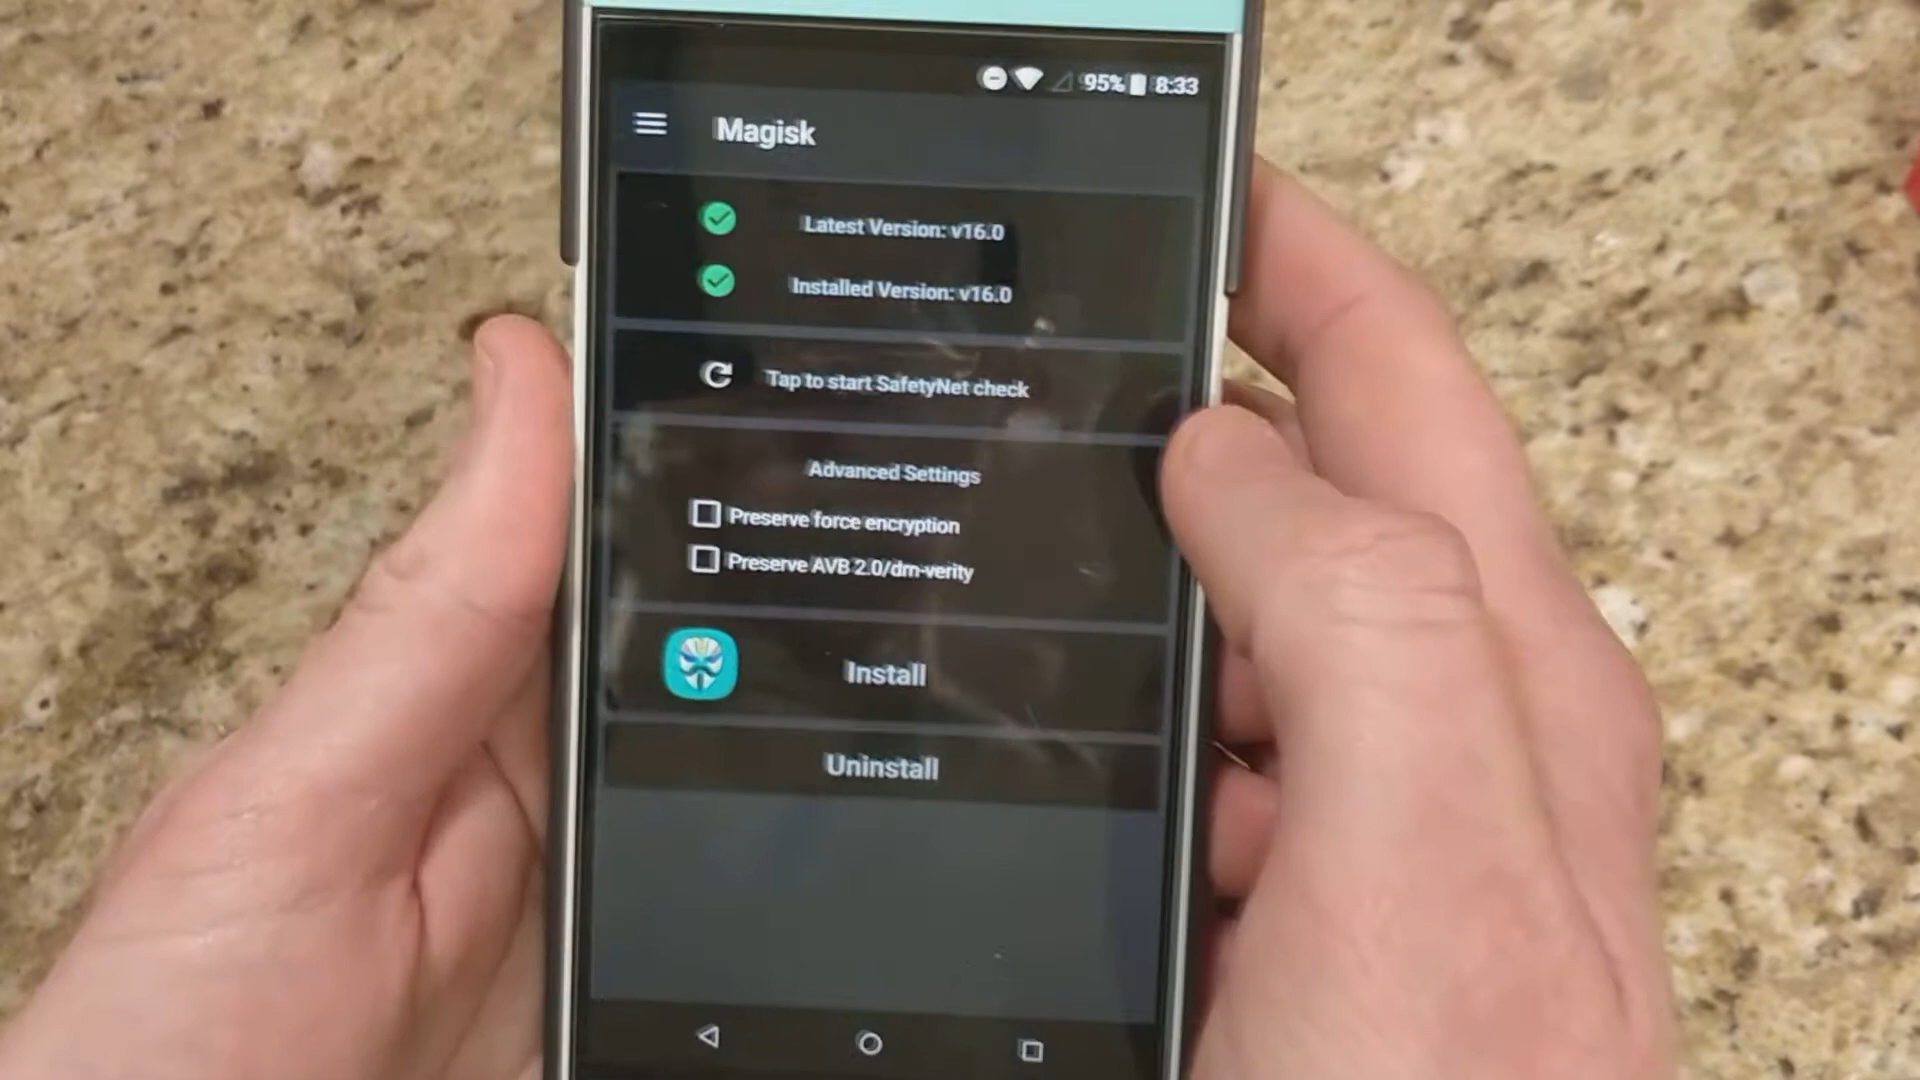 95% 8:33
Magisk
Latest Version: v16.0
Installed Version: v16.0
Tap to start SafetyNet check
Advanced Settings
Preserve force encryption
Preserve AVB 2.0/dm-verity
Install
Uninstall